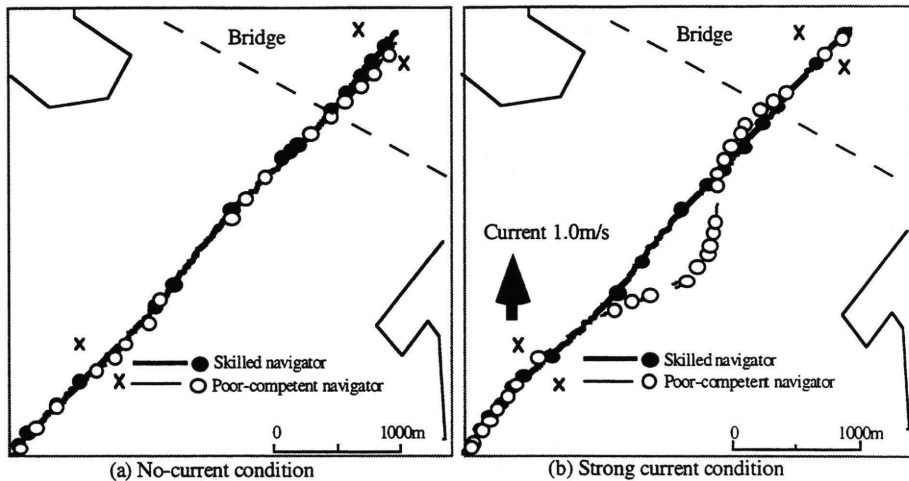 Bridge
Skilled navigator
Poor-competent navigator
0 1000m
(a) No-current condition
Bridge
Current 1.0m/s
Skilled navigator
Poor-competent navigator
0 1000m
(b) Strong current condition